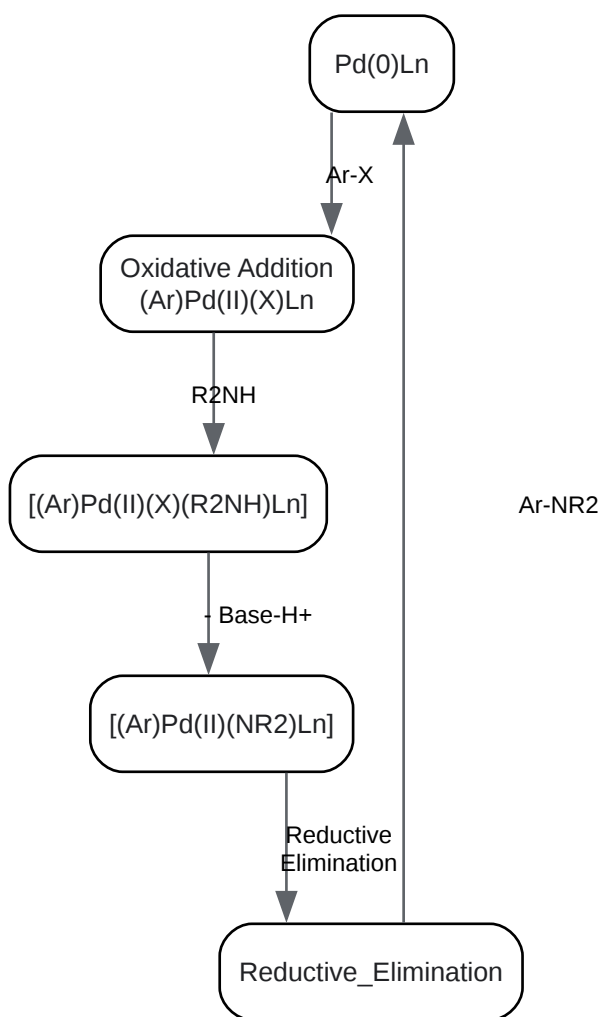 Pd(0)Ln
Ar-X
Oxidative Addition
(Ar)Pd(II)(X)Ln
R2NH
[(Ar)Pd(II)(X)(R2NH)Ln]
Ar-NR2
- Base-H+
[(Ar)Pd(II)(NR2)Ln]
Reductive
Elimination
Reductive_Elimination